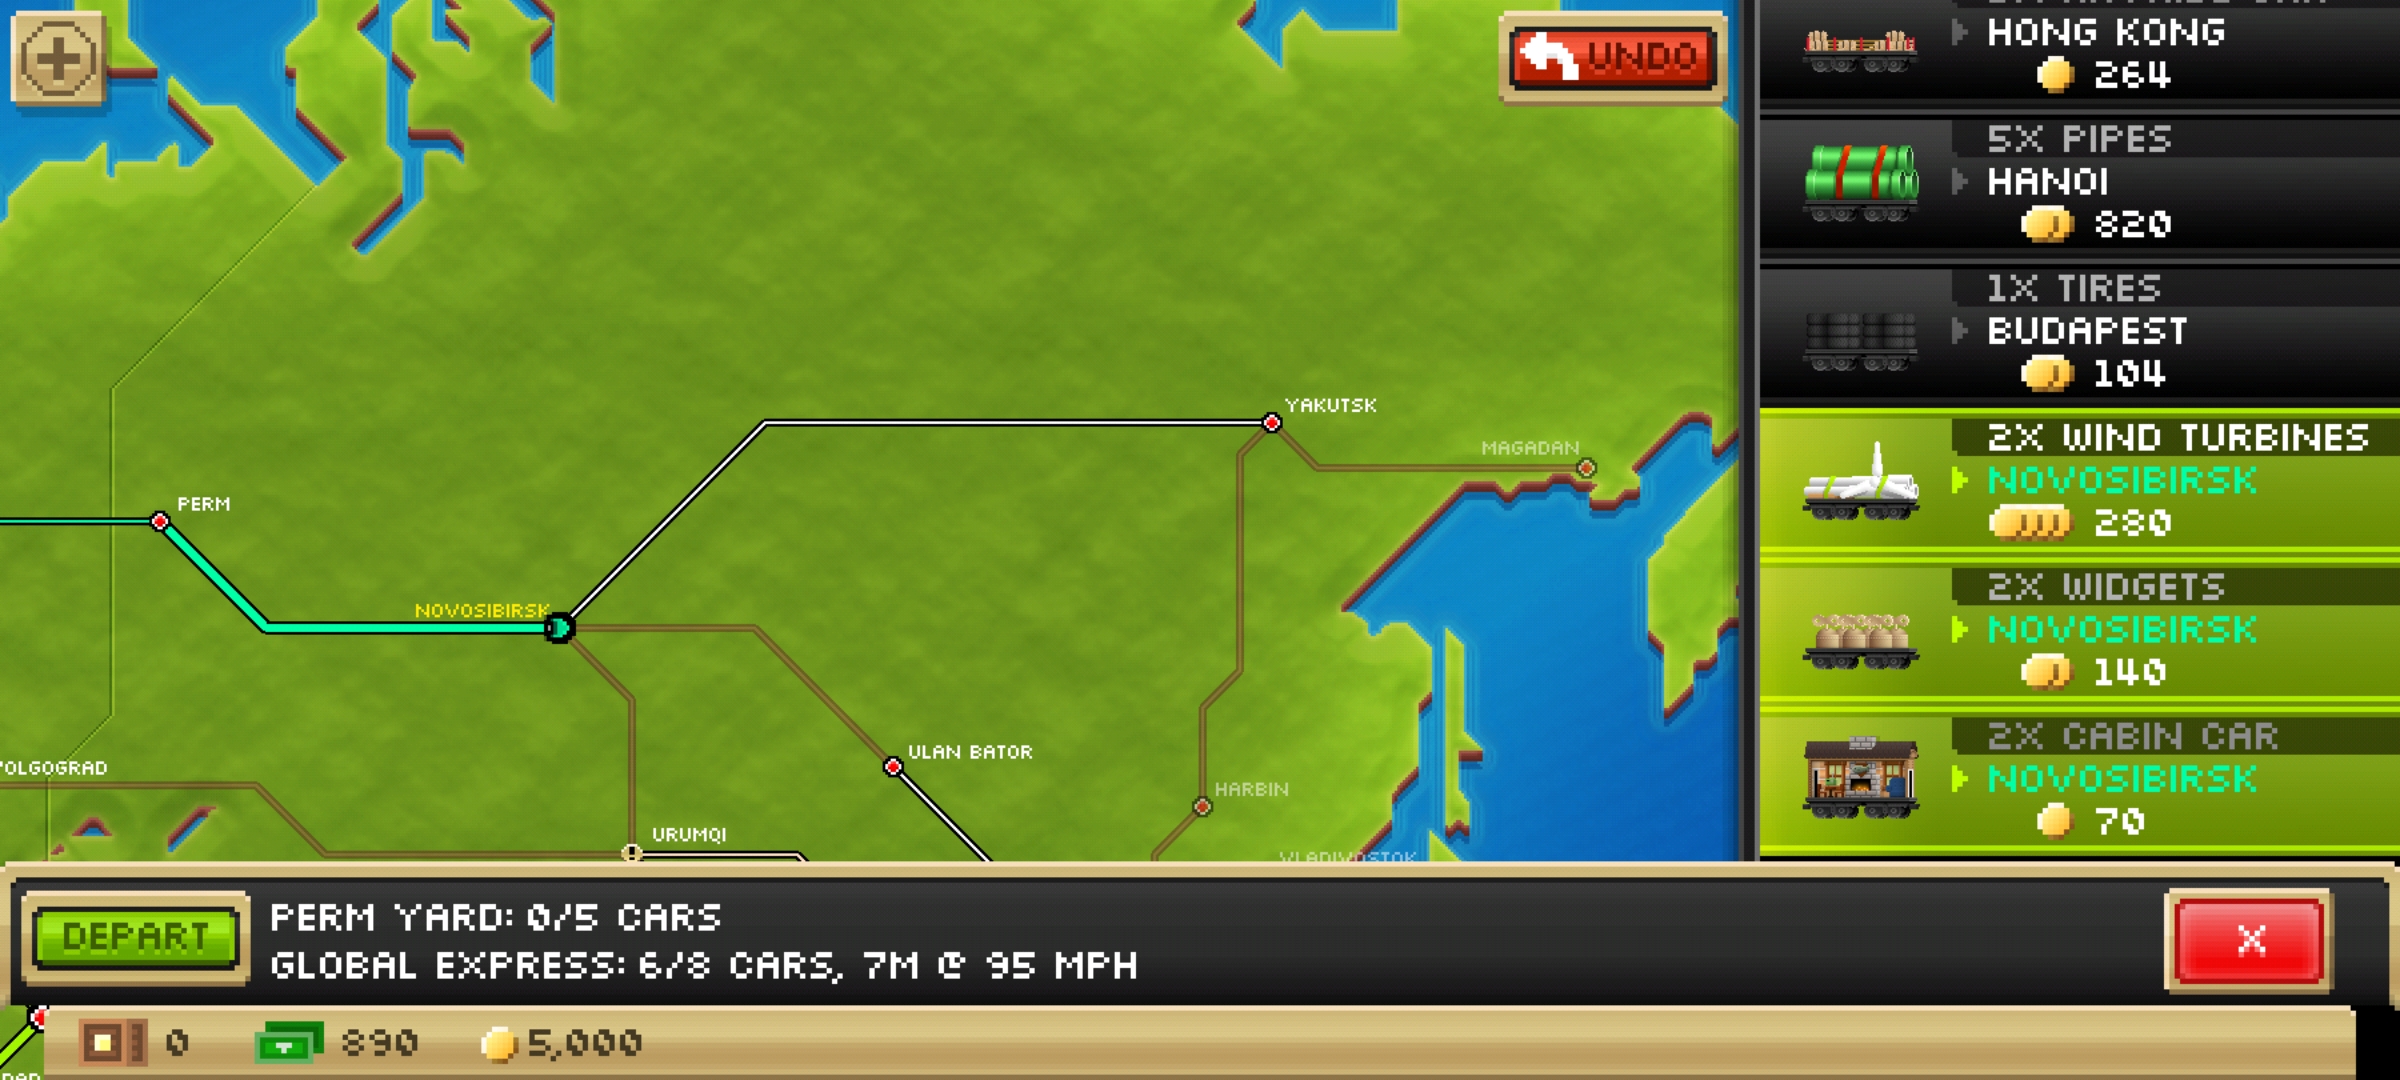 UNDO
HONG KONG
264
5X PIPES
HANOI
820
1X TIRES
BUDAPEST
104
2X WIND TURBINES
NOVOSIBIRSK
280
2X WIDGETS
NOVOSIBIRSK
140
2X CABIN CAR
NOVOSIBIRSK
70
YAKUTSK
MAGADAN
PERM
NOVOSIBIRSK
ULAN BATOR
OLGOGRAD
HARBIN
URUMQI
VLADIVOSTOK
DEPART
PERM YARD: 0/5 CARS
GLOBAL EXPRESS: 6/8 CARS, 7M @ 95 MPH
X
0
890
5,000